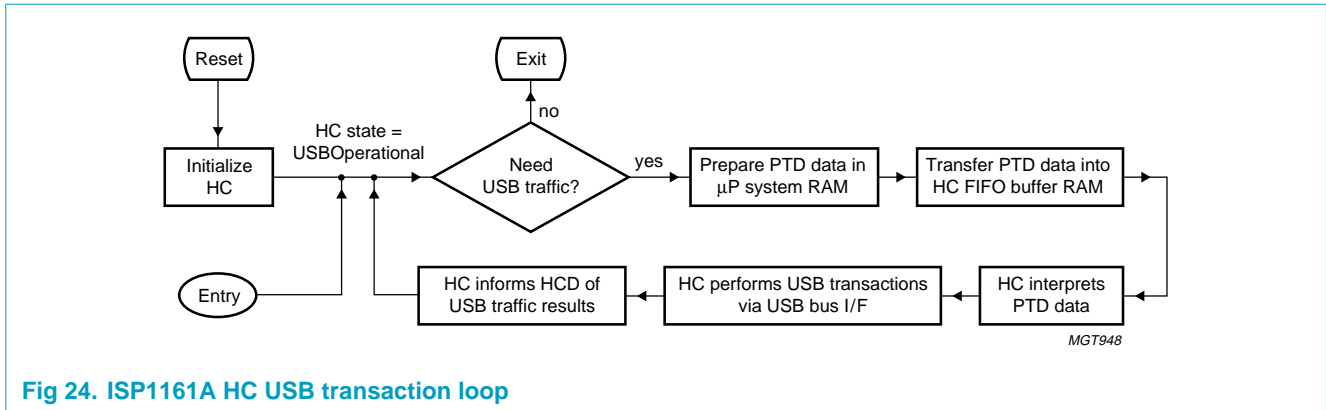 Reset
Exit
no
HC state =
USBOperational
Initialize
HC
Need
USB traffic?
yes
Prepare PTD data in
μP system RAM
Transfer PTD data into
HC FIFO buffer RAM
Entry
HC informs HCD of
USB traffic results
HC performs USB transactions
via USB bus I/F
HC interprets
PTD data
MGT948
Fig 24. ISP1161A HC USB transaction loop